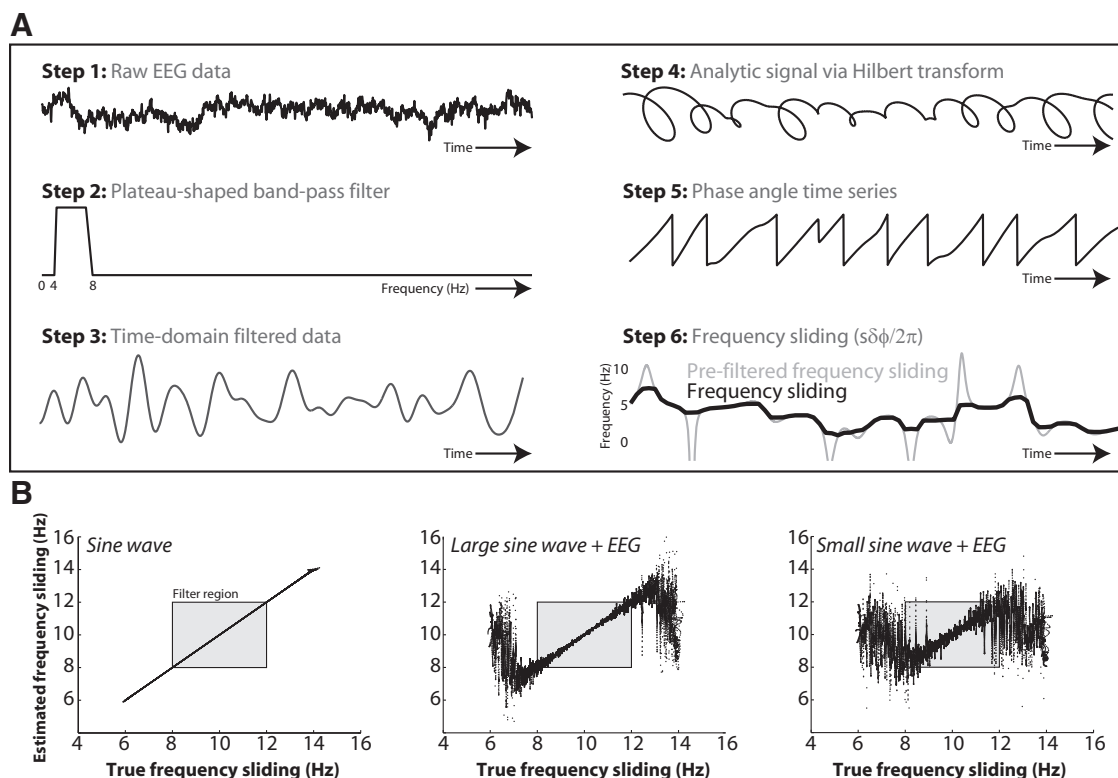 A
Step 1: Raw EEG data
Time
Step 2: Plateau-shaped band-pass filter
0 4 8
Frequency (Hz)
Step 3: Time-domain filtered data
Time
Step 4: Analytic signal via Hilbert transform
Time
Step 5: Phase angle time series
Time
Step 6: Frequency sliding (sδϕ/2π)
Pre-filtered frequency sliding
Frequency sliding
Frequency (Hz)
10
5
0
Time
B
Estimated frequency sliding (Hz)
Sine wave
Filter region
16
14
12
10
8
6
4 6 8 10 12 14 16
True frequency sliding (Hz)
Large sine wave + EEG
16
14
12
10
8
6
4 6 8 10 12 14 16
True frequency sliding (Hz)
Small sine wave + EEG
16
14
12
10
8
6
4 6 8 10 12 14 16
True frequency sliding (Hz)